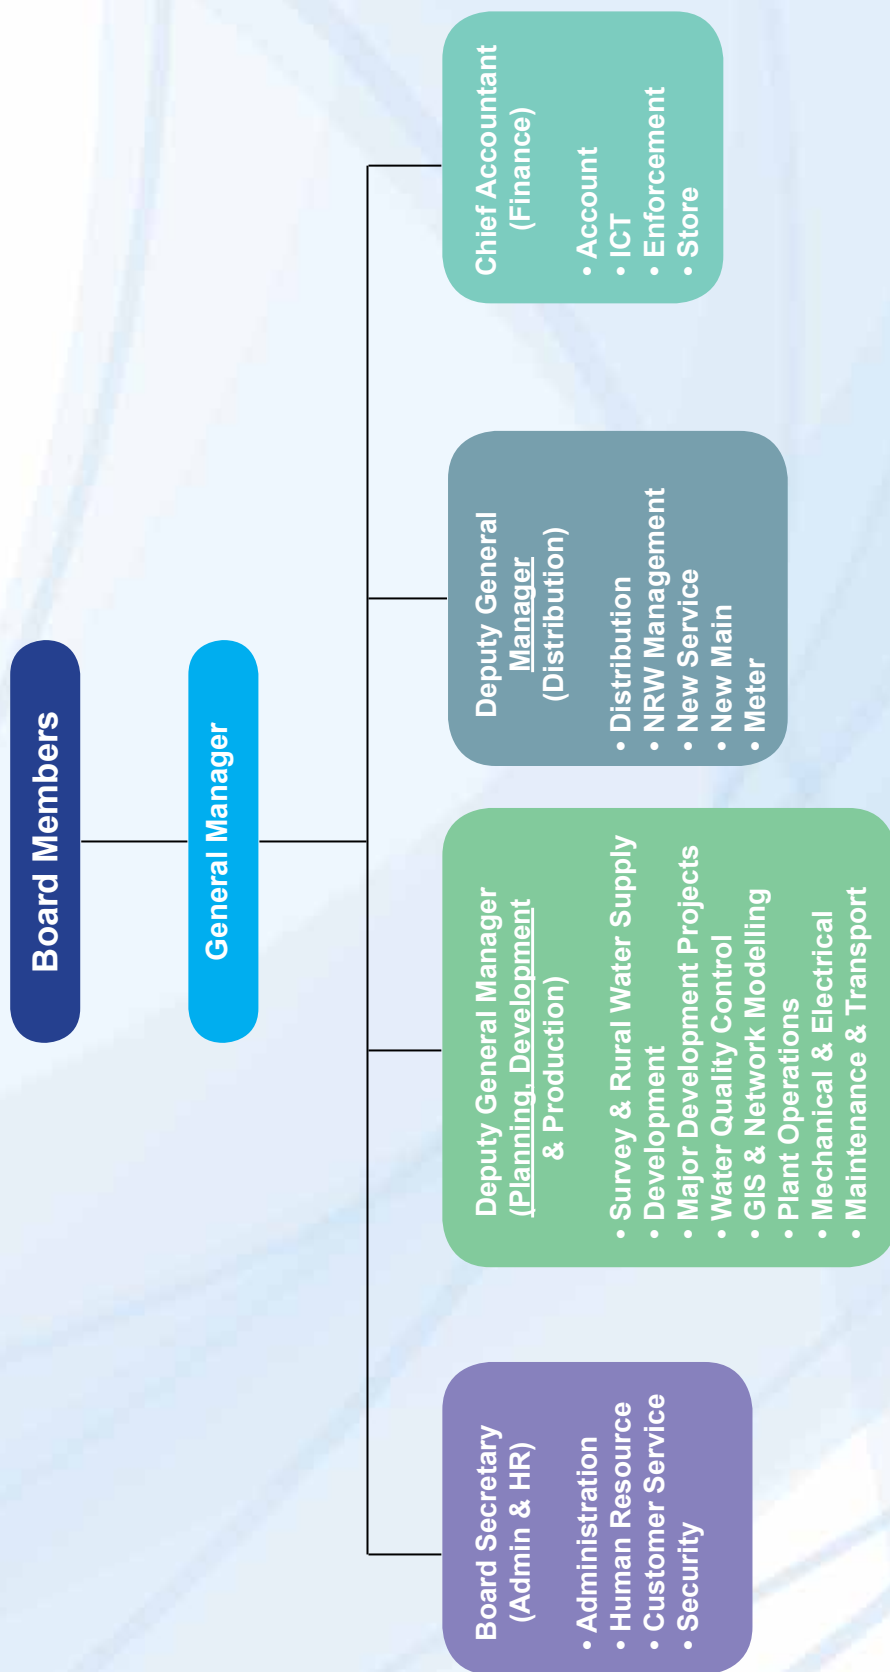 Board Members
General Manager
Board Secretary
(Admin & HR)
• Administration
• Human Resource
• Customer Service
• Security
Deputy General Manager
(Planning, Development
& Production)
• Survey & Rural Water Supply
• Development
• Major Development Projects
• Water Quality Control
• GIS & Network Modelling
• Plant Operations
• Mechanical & Electrical
• Maintenance & Transport
Deputy General
Manager
(Distribution)
• Distribution
• NRW Management
• New Service
• New Main
• Meter
Chief Accountant
(Finance)
• Account
• ICT
• Enforcement
• Store